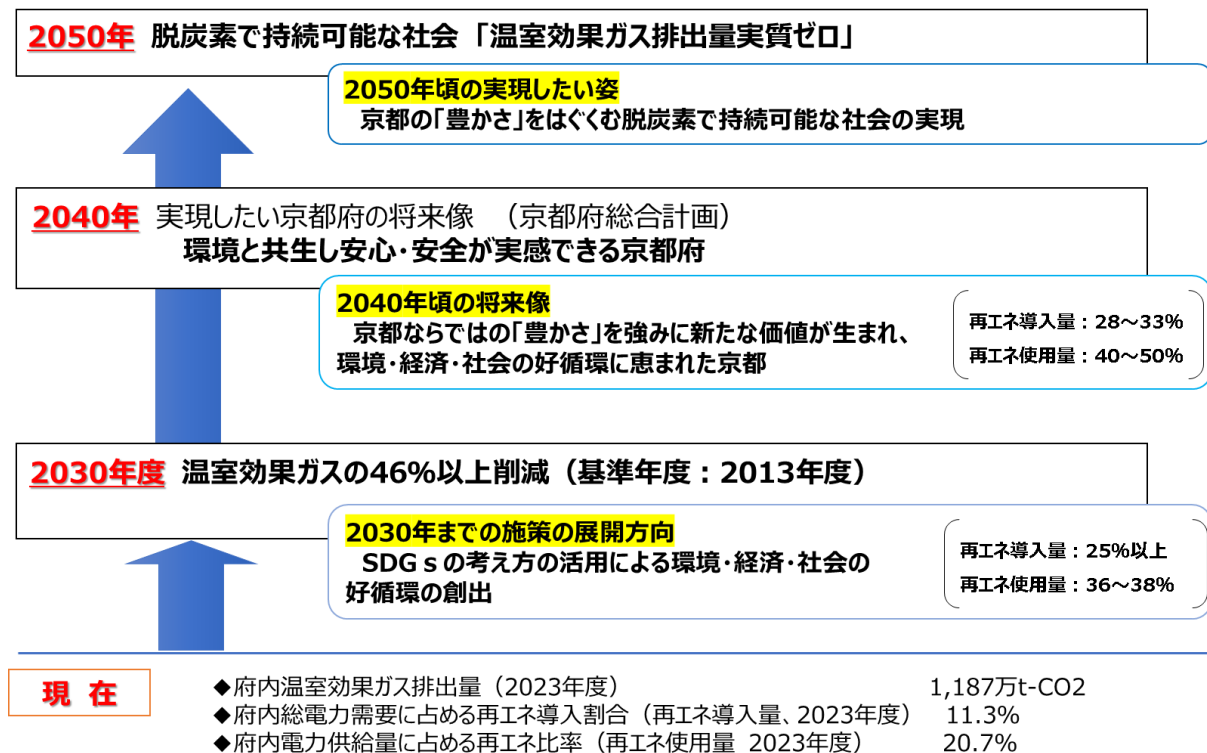 2050年 脱炭素で持続可能な社会「温室効果ガス排出量実質ゼロ」
2050年頃の実現したい姿
京都の「豊かさ」をはぐくむ脱炭素で持続可能な社会の実現
2040年 実現したい京都府の将来像 （京都府総合計画）
環境と共生し安心・安全が実感できる京都府
2040年頃の将来像
京都ならではの「豊かさ」を強みに新たな価値が生まれ、
環境・経済・社会の好循環に恵まれた京都
再エネ導入量：28～33%
再エネ使用量：40～50%
2030年度 温室効果ガスの46%以上削減（基準年度：2013年度）
2030年までの施策の展開方向
SDGｓの考え方の活用による環境・経済・社会の
好循環の創出
再エネ導入量：25%以上
再エネ使用量：36～38%
現 在
◆府内温室効果ガス排出量（2023年度） 1,187万t-CO2
◆府内総電力需要に占める再エネ導入割合（再エネ導入量、2023年度） 11.3%
◆府内電力供給量に占める再エネ比率（再エネ使用量 2023年度） 20.7%